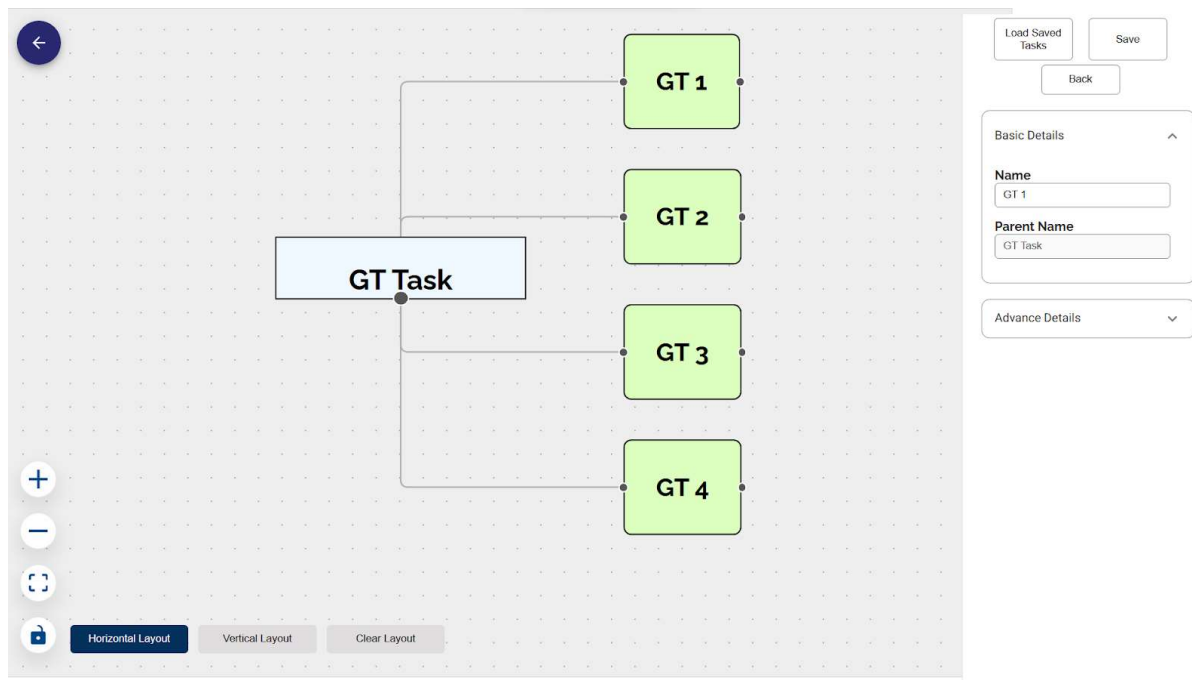 GT 1
GT 2
GT Task
GT 3
GT 4
Horizontal Layout
Vertical Layout
Clear Layout
Load Saved
Tasks
Save
Back
Basic Details
Name
GT 1
Parent Name
GT Task
Advance Details